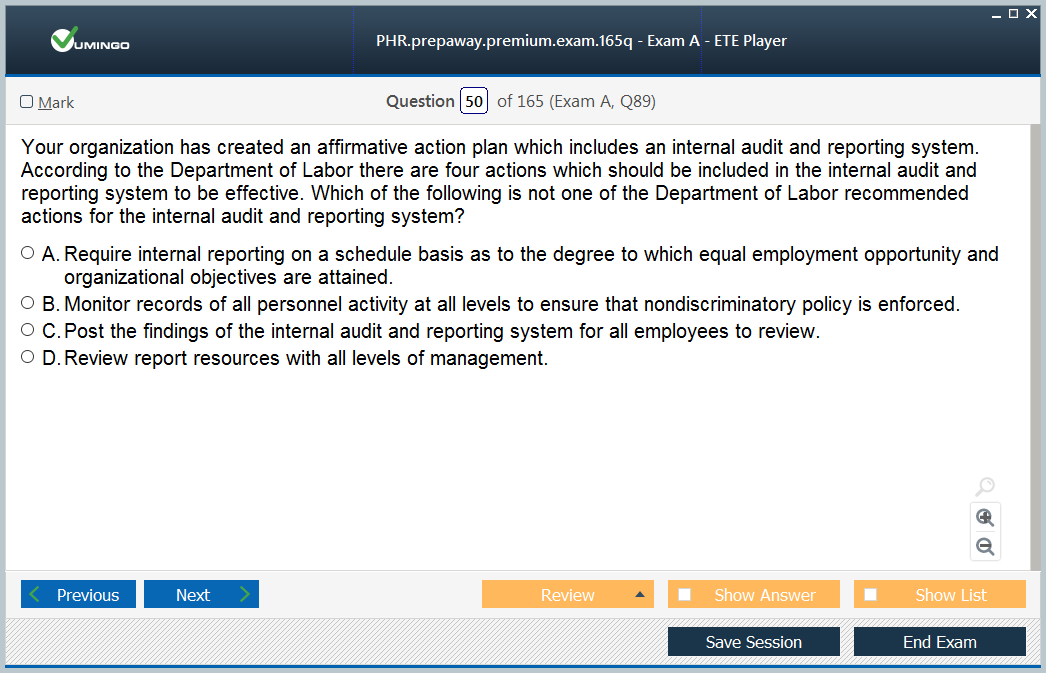 VUMINGO
PHR.prepaway.premium.exam.165q - Exam A - ETE Player
Mark
Question 50 of 165 (Exam A, Q89)
Your organization has created an affirmative action plan which includes an internal audit and reporting system.
According to the Department of Labor there are four actions which should be included in the internal audit and
reporting system to be effective. Which of the following is not one of the Department of Labor recommended
actions for the internal audit and reporting system?
A. Require internal reporting on a schedule basis as to the degree to which equal employment opportunity and
organizational objectives are attained.
B. Monitor records of all personnel activity at all levels to ensure that nondiscriminatory policy is enforced.
C. Post the findings of the internal audit and reporting system for all employees to review.
D. Review report resources with all levels of management.
Previous
Next
Review
Show Answer
Show List
Save Session
End Exam